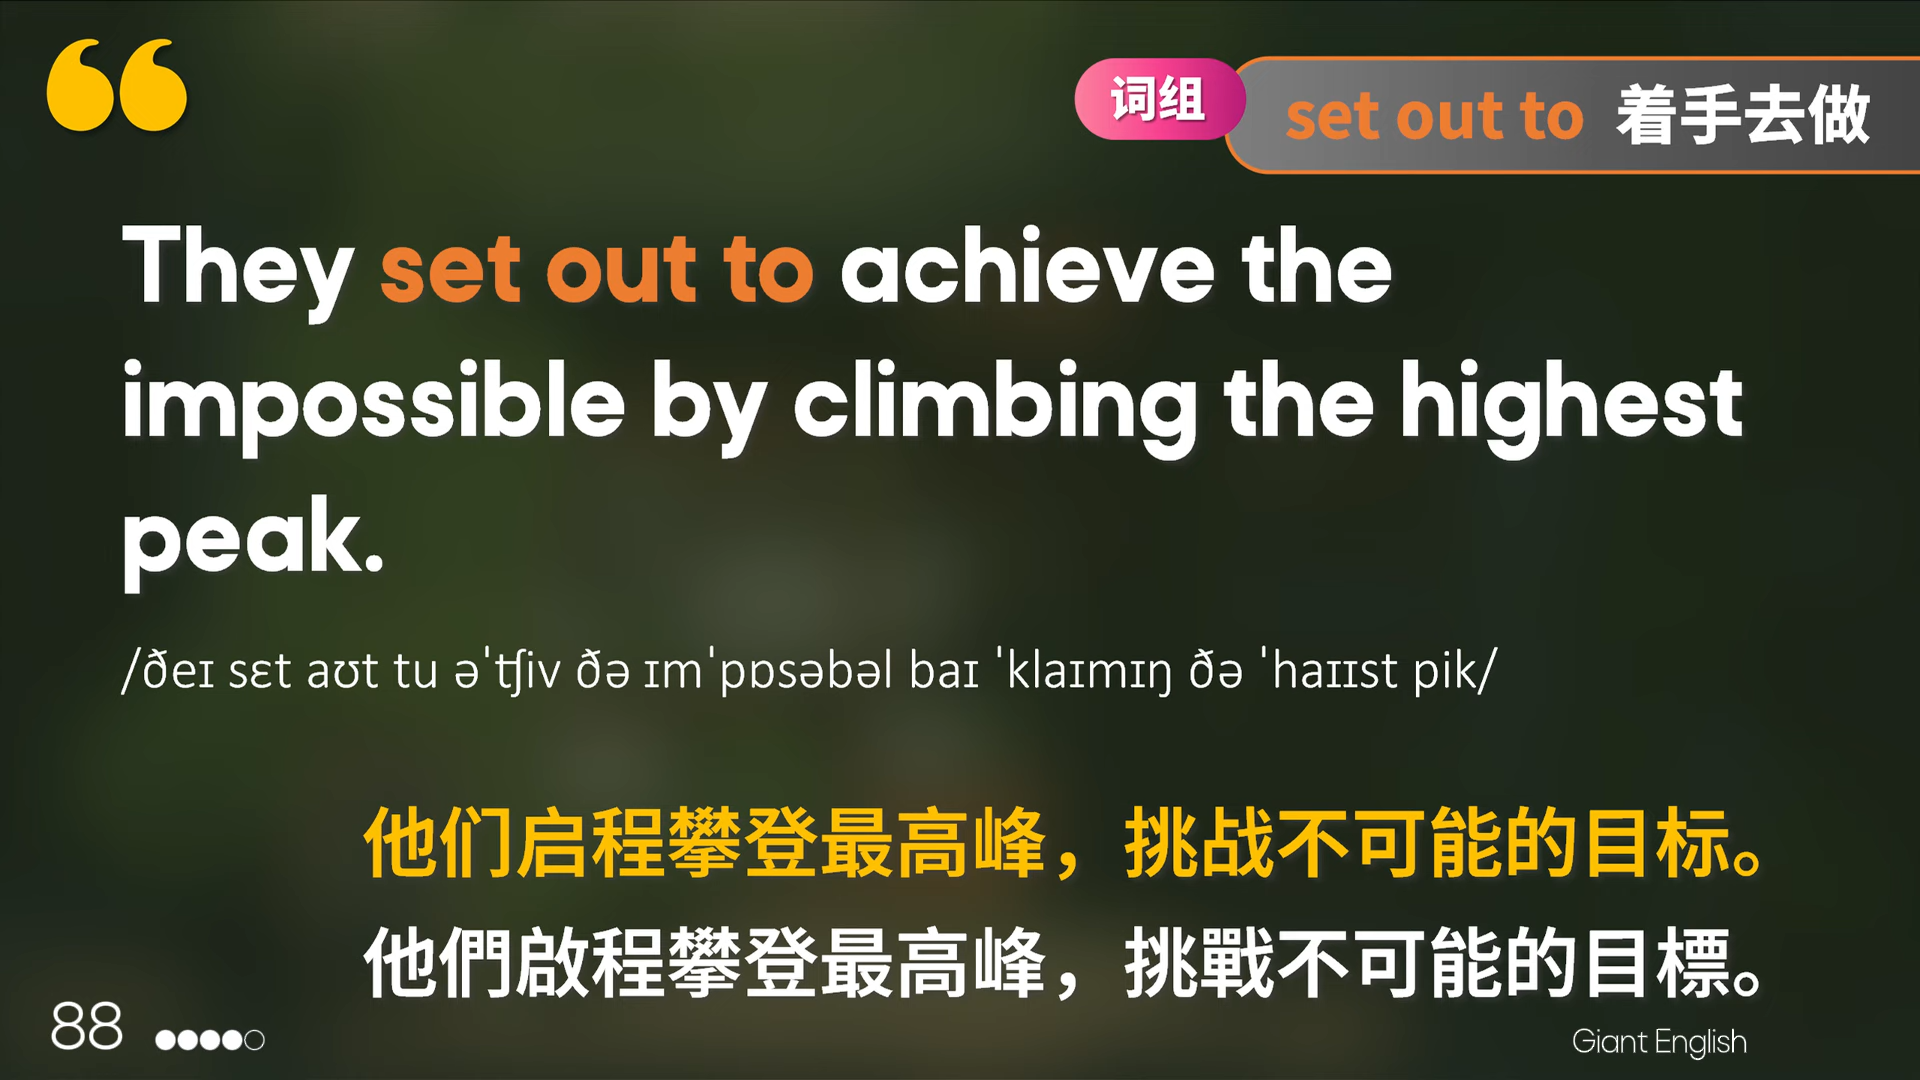 词组
set out to 着手去做
They set out to achieve the
impossible by climbing the highest
peak.
/ðeɪ sɛt aʊt tu əˈʧiv ðə ɪmˈpɒsəbəl baɪ ˈklaɪmɪŋ ðə ˈhaɪɪst pik/
他们启程攀登最高峰，挑战不可能的目标。
他們啟程攀登最高峰，挑戰不可能的目標。
88
Giant English